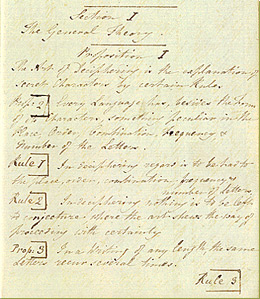 Section I
The General Theory.
Proposition I
The Art of Deciphering is the explanation of
Secret Characters by certain Rules.
Propn. 2 Every Language has, besides the Form
of its Characters, something peculiar in the
Place, Order, Combination, Frequency &
Number of the Letters.
Rule 1 In deciphering regard is to be had to
the place, order, combination, frequency &
number of letters.
Rule 2 In deciphering nothing is to be left
to conjecture where the art shews the way of
proceeding with certainty.
Propn. 3 In a Writing of any length, the same
Letters recur several times.
Rule 3